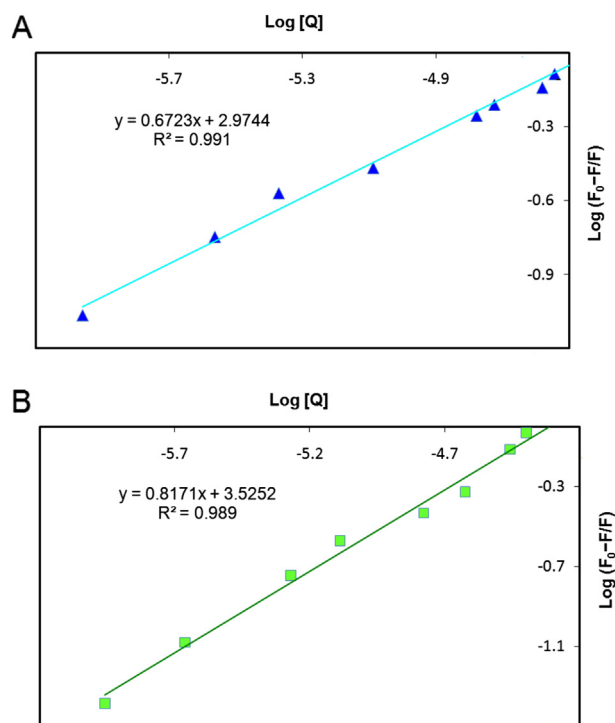 A
Log [Q]
-5.7 -5.3 -4.9
y = 0.6723x + 2.9744
R² = 0.991
-0.3
-0.6
-0.9
Log (F₀−F/F)
B
Log [Q]
-5.7 -5.2 -4.7
y = 0.8171x + 3.5252
R² = 0.989
-0.3
-0.7
-1.1
Log (F₀−F/F)